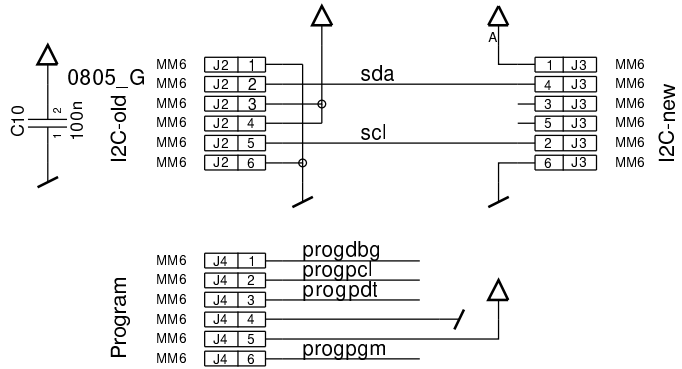 A
0805_G
C10
1
2
100n
I2C-old
MM6 J2 1
MM6 J2 2
MM6 J2 3
MM6 J2 4
MM6 J2 5
MM6 J2 6
sda
scl
1 J3 MM6
4 J3 MM6
3 J3 MM6
5 J3 MM6
2 J3 MM6
6 J3 MM6
I2C-new
Program
MM6 J4 1 progdbg
MM6 J4 2 progpcl
MM6 J4 3 progpdt
MM6 J4 4
MM6 J4 5
MM6 J4 6 progpgm